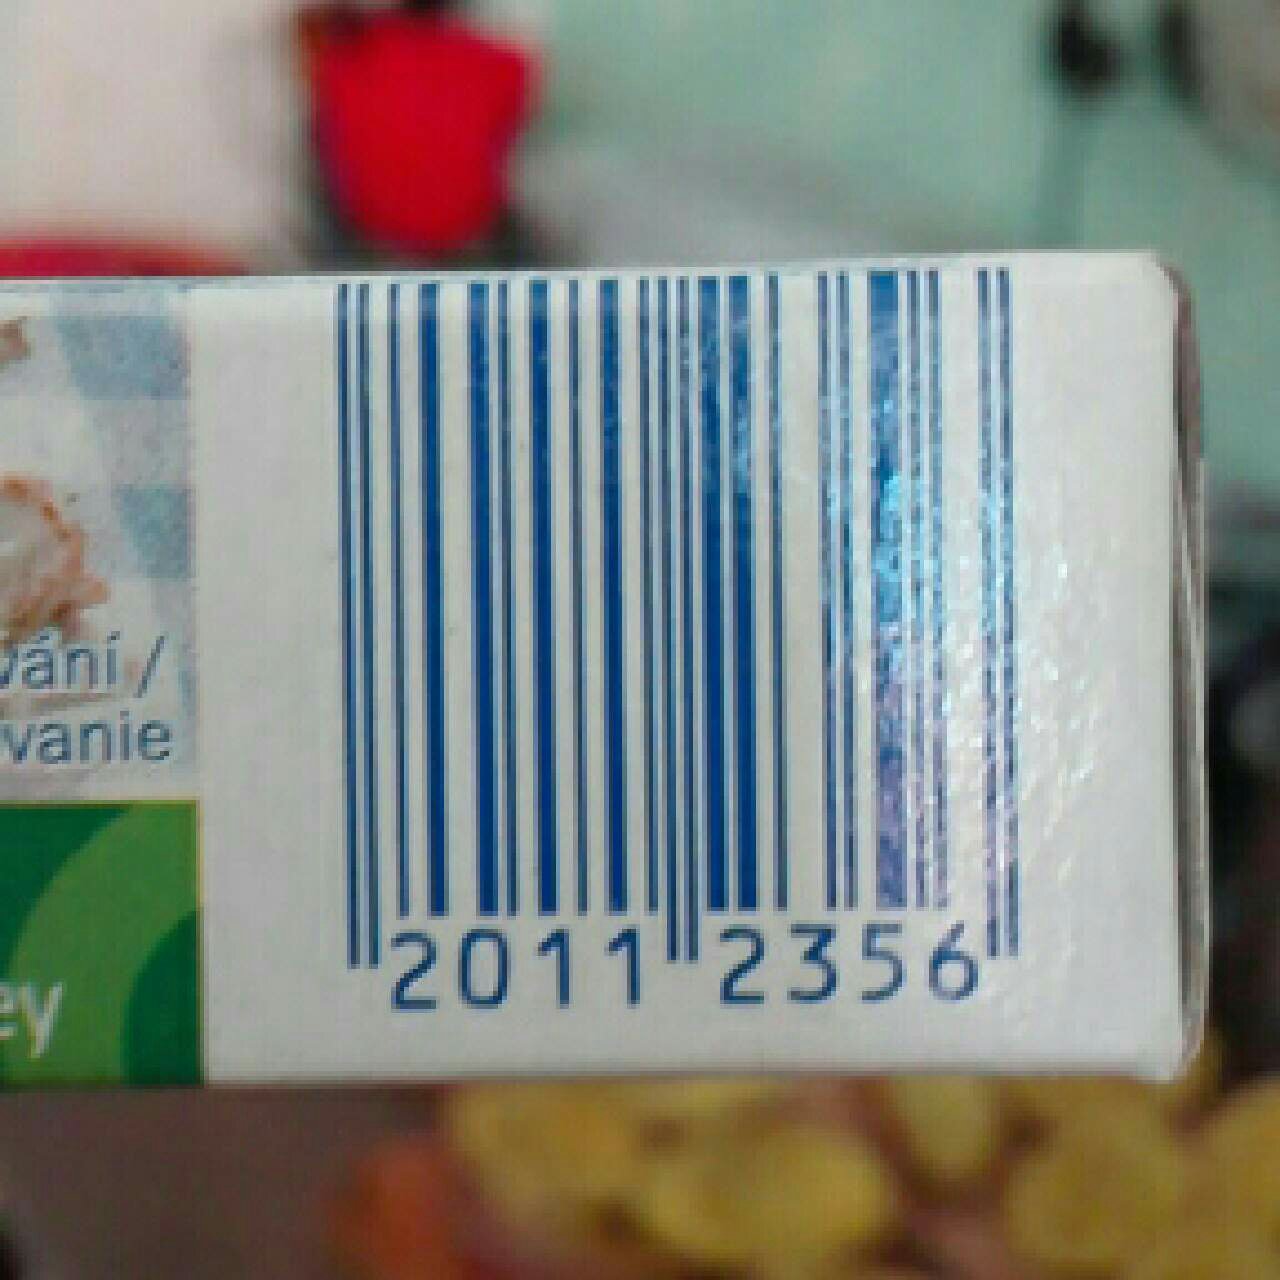 vání /
vanie
ey
2011 2356